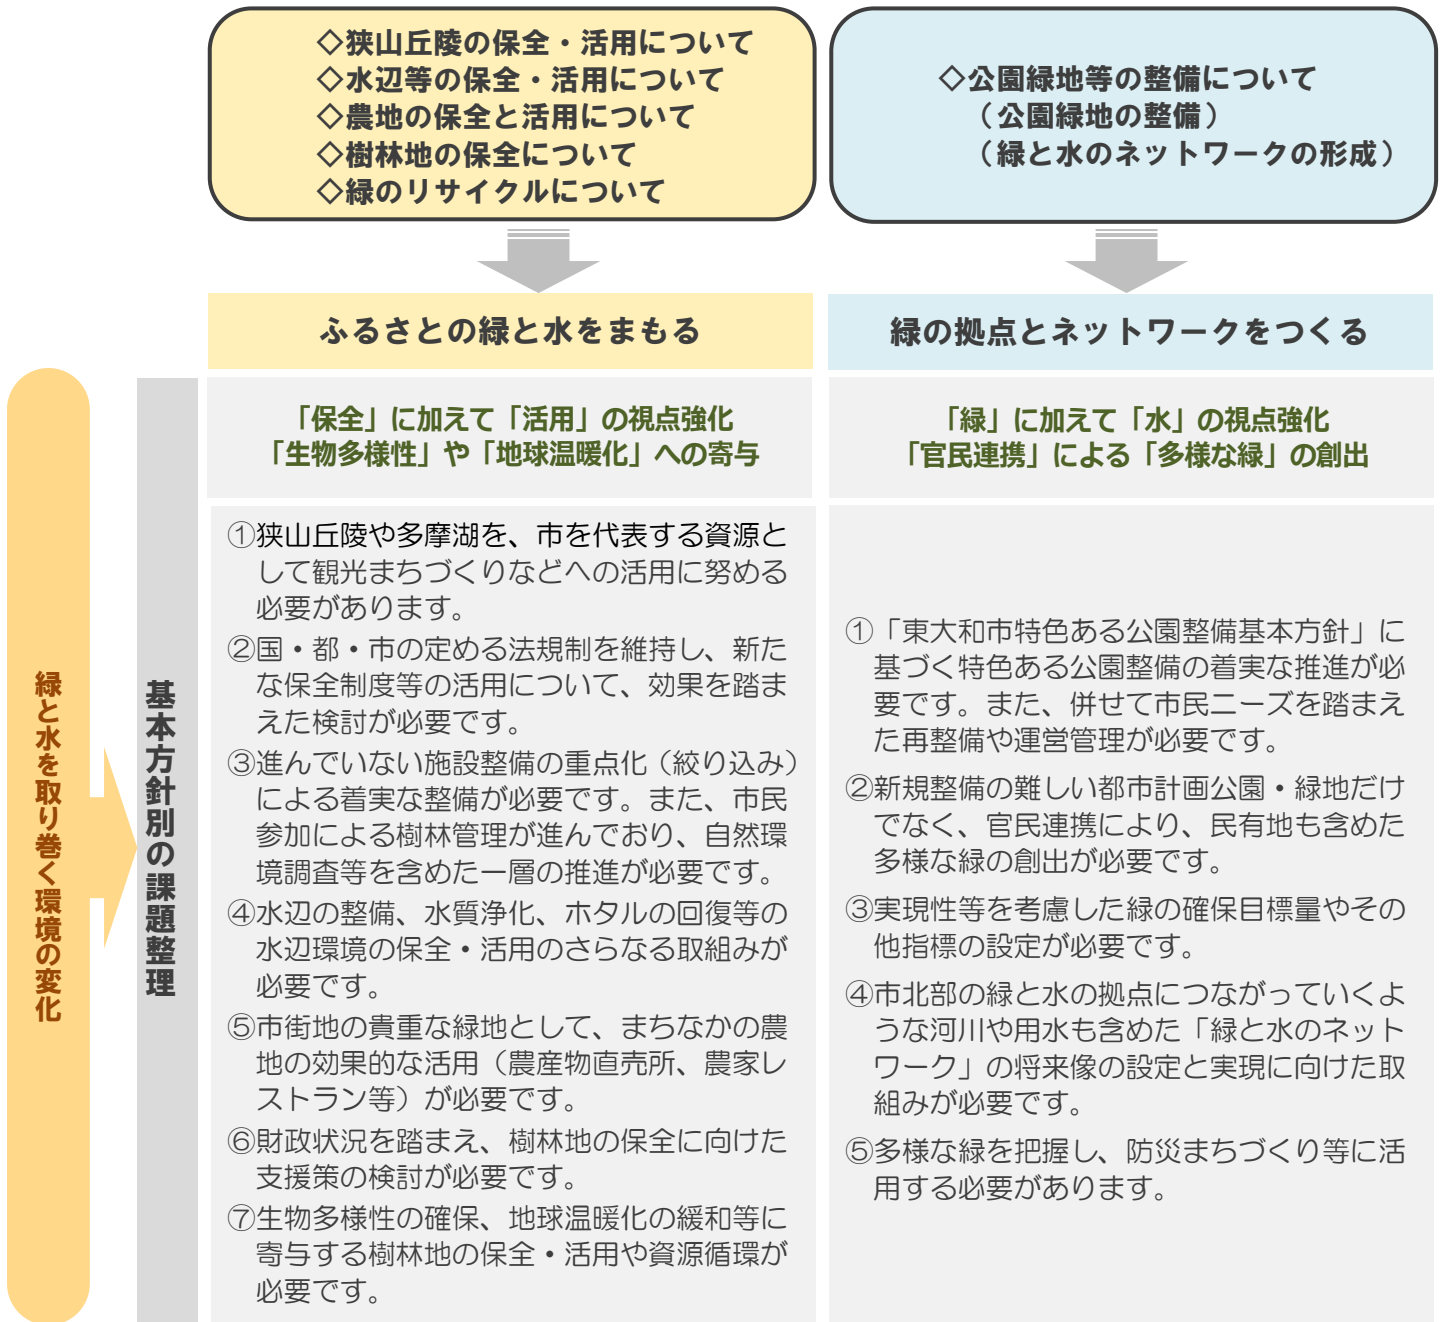 ◇狭山丘陵の保全・活用について
◇水辺等の保全・活用について
◇農地の保全と活用について
◇樹林地の保全について
◇緑のリサイクルについて
◇公園緑地等の整備について
（公園緑地の整備）
（緑と水のネットワークの形成）
ふるさとの緑と水をまもる
緑の拠点とネットワークをつくる
緑と水を取り巻く環境の変化
基本方針別の課題整理
「保全」に加えて「活用」の視点強化
「生物多様性」や「地球温暖化」への寄与
①狭山丘陵や多摩湖を、市を代表する資源と
して観光まちづくりなどへの活用に努める
必要があります。
②国・都・市の定める法規制を維持し、新た
な保全制度等の活用について、効果を踏ま
えた検討が必要です。
③進んでいない施設整備の重点化（絞り込み）
による着実な整備が必要です。また、市民
参加による樹林管理が進んでおり、自然環
境調査等を含めた一層の推進が必要です。
④水辺の整備、水質浄化、ホタルの回復等の
水辺環境の保全・活用のさらなる取組みが
必要です。
⑤市街地の貴重な緑地として、まちなかの農
地の効果的な活用（農産物直売所、農家レ
ストラン等）が必要です。
⑥財政状況を踏まえ、樹林地の保全に向けた
支援策の検討が必要です。
⑦生物多様性の確保、地球温暖化の緩和等に
寄与する樹林地の保全・活用や資源循環が
必要です。
「緑」に加えて「水」の視点強化
「官民連携」による「多様な緑」の創出
①「東大和市特色ある公園整備基本方針」に
基づく特色ある公園整備の着実な推進が必
要です。また、併せて市民ニーズを踏まえ
た再整備や運営管理が必要です。
②新規整備の難しい都市計画公園・緑地だけ
でなく、官民連携により、民有地も含めた
多様な緑の創出が必要です。
③実現性等を考慮した緑の確保目標量やその
他指標の設定が必要です。
④市北部の緑と水の拠点につながっていくよ
うな河川や用水も含めた「緑と水のネット
ワーク」の将来像の設定と実現に向けた取
組みが必要です。
⑤多様な緑を把握し、防災まちづくり等に活
用する必要があります。